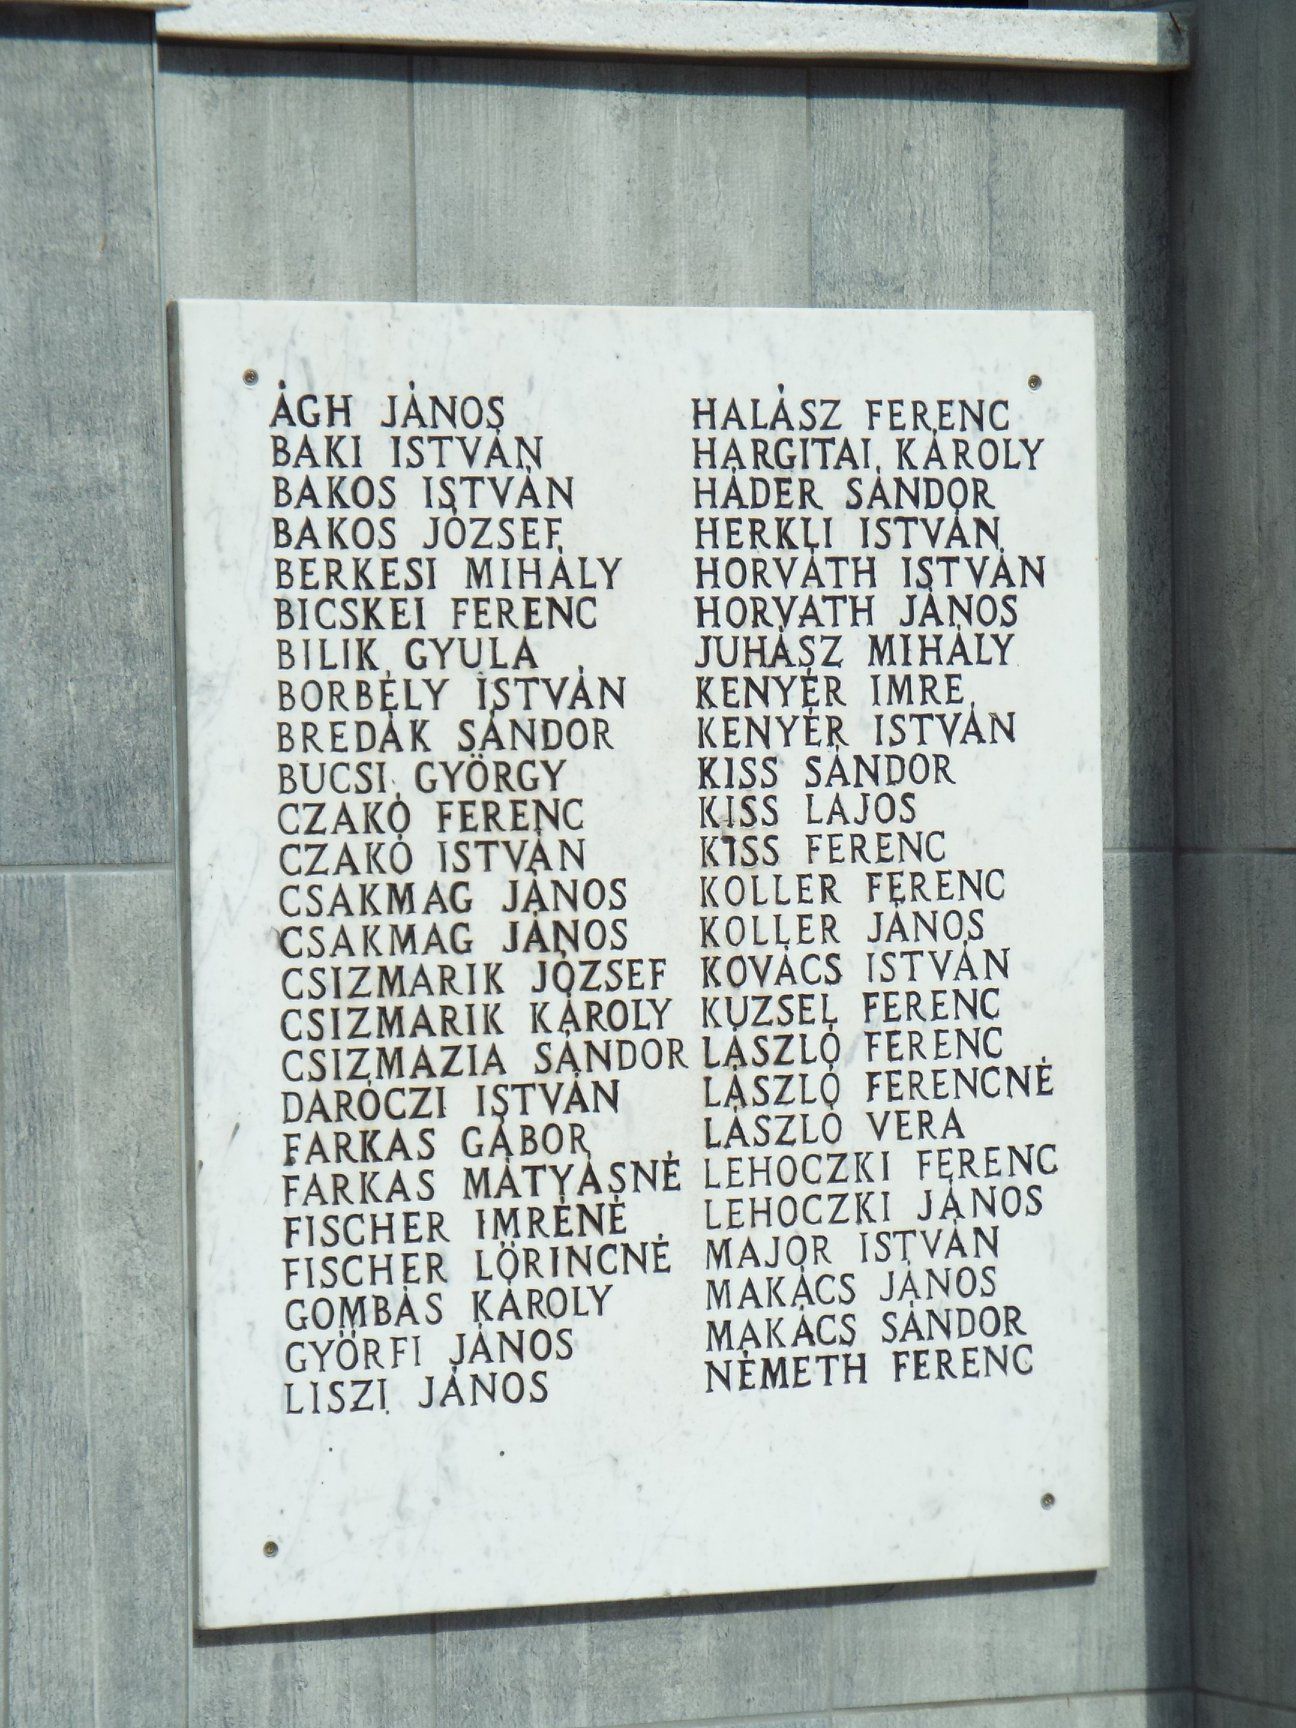 ÁGH JÁNOS
BAKI ISTVÁN
BAKOS ISTVÁN
BAKOS JÓZSEF
BERKESI MIHÁLY
BICSKEI FERENC
BILIK GYULA
BORBÉLY ISTVÁN
BREDÁK SÁNDOR
BUCSI GYÖRGY
CZAKÓ FERENC
CZAKÓ ISTVÁN
CSAKMAG JÁNOS
CSAKMAG JÁNOS
CSIZMARIK JÓZSEF
CSIZMARIK KÁROLY
CSIZMAZIA SÁNDOR
DARÓCZI ISTVÁN
FARKAS GÁBOR
FARKAS MÁTYÁSNÉ
FISCHER IMRÉNÉ
FISCHER LÖRINCNÉ
GOMBÁS KÁROLY
GYÖRFI JÁNOS
LISZI JÁNOS
HALÁSZ FERENC
HARGITAI KÁROLY
HÁDER SÁNDOR
HERKLI ISTVÁN
HORVÁTH ISTVÁN
HORVÁTH JÁNOS
JUHÁSZ MIHÁLY
KENYÉR IMRE
KENYÉR ISTVÁN
KISS SÁNDOR
KISS LAJOS
KISS FERENC
KOLLER FERENC
KOLLER JÁNOS
KOVÁCS ISTVÁN
KUZSEL FERENC
LÁSZLÓ FERENC
LÁSZLÓ FERENCNÉ
LÁSZLÓ VERA
LEHOCZKI FERENC
LEHOCZKI JÁNOS
MAJOR ISTVÁN
MAKÁCS JÁNOS
MAKÁCS SÁNDOR
NÉMETH FERENC